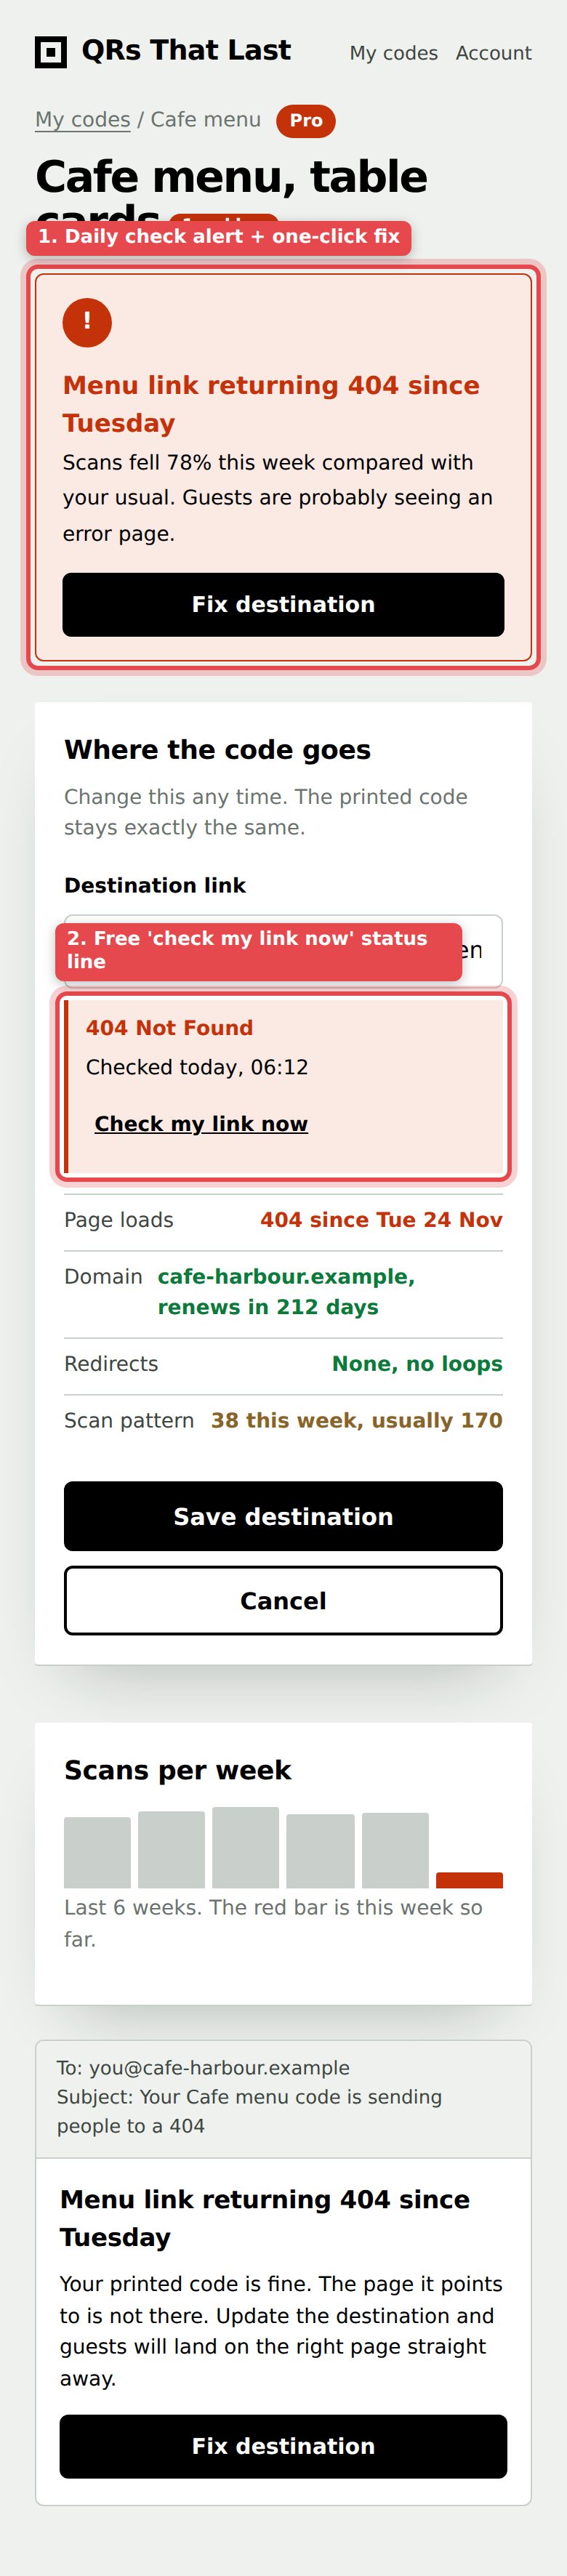 QRs That Last
My codes Account
My codes / Cafe menu Pro
Cafe menu, table
cards
1. Daily check alert + one-click fix
!
Menu link returning 404 since
Tuesday
Scans fell 78% this week compared with
your usual. Guests are probably seeing an
error page.
Fix destination
Where the code goes
Change this any time. The printed code
stays exactly the same.
Destination link
2. Free 'check my link now' status
line
404 Not Found
Checked today, 06:12
Check my link now
Page loads 404 since Tue 24 Nov
Domain cafe-harbour.example,
renews in 212 days
Redirects None, no loops
Scan pattern 38 this week, usually 170
Save destination
Cancel
Scans per week
Last 6 weeks. The red bar is this week so
far.
To: you@cafe-harbour.example
Subject: Your Cafe menu code is sending
people to a 404
Menu link returning 404 since
Tuesday
Your printed code is fine. The page it points
to is not there. Update the destination and
guests will land on the right page straight
away.
Fix destination